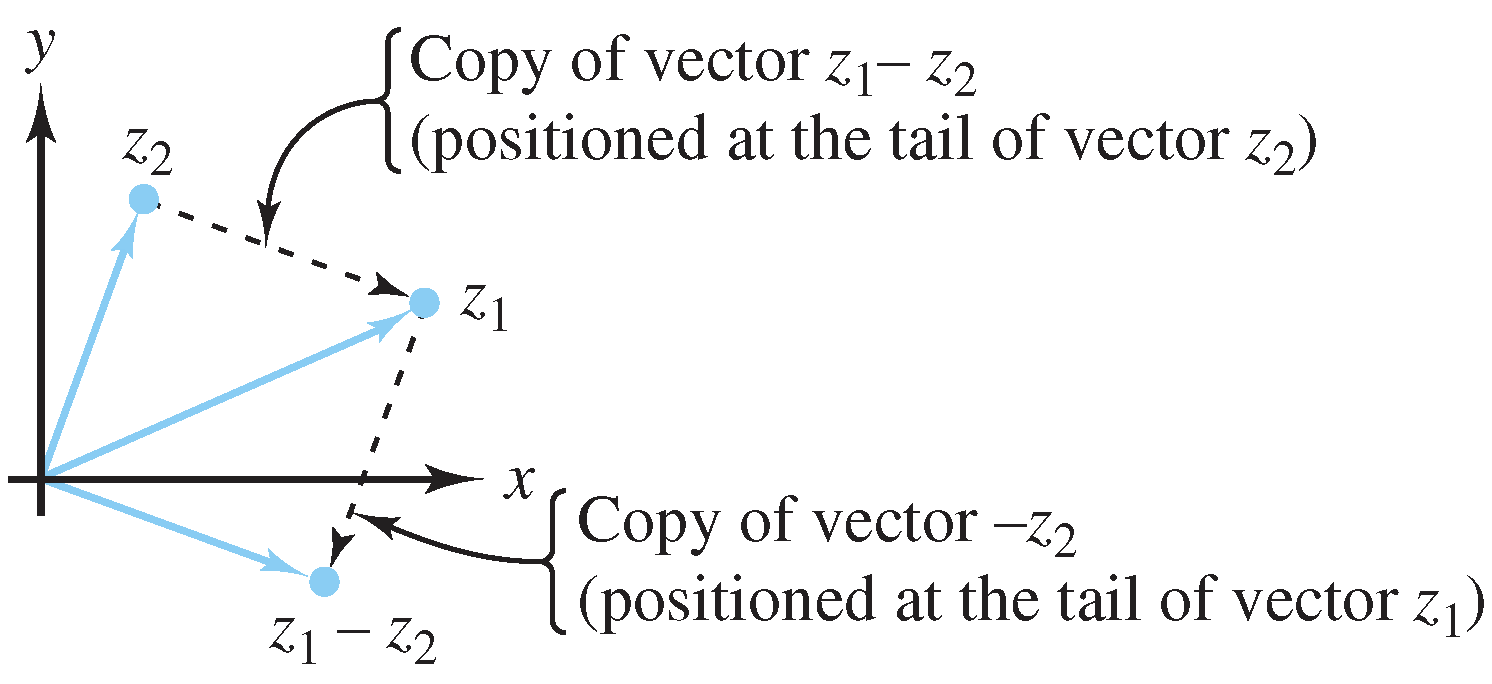 y
Copy of vector z₁– z₂
(positioned at the tail of vector z₂)
z₂
z₁
x
Copy of vector –z₂
(positioned at the tail of vector z₁)
z₁ – z₂